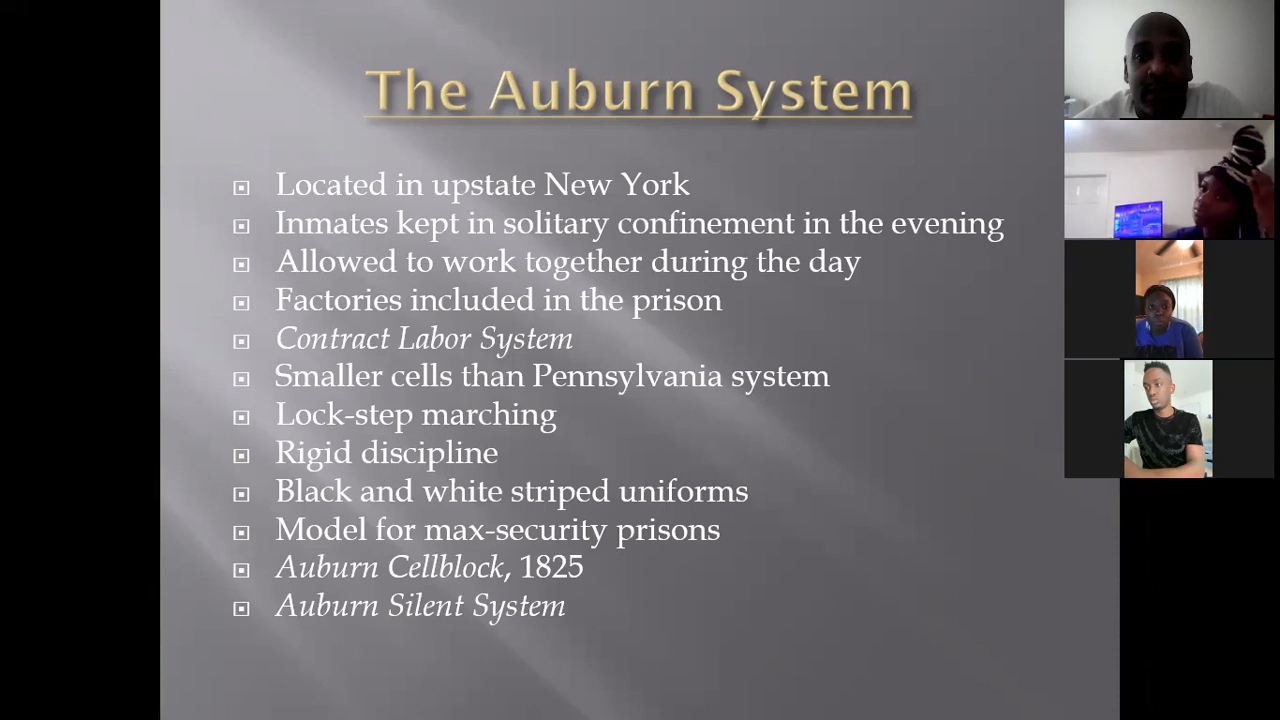 The Auburn System
Located in upstate New York
Inmates kept in solitary confinement in the evening
Allowed to work together during the day
Factories included in the prison
Contract Labor System
Smaller cells than Pennsylvania system
Lock-step marching
Rigid discipline
Black and white striped uniforms
Model for max-security prisons
Auburn Cellblock, 1825
Auburn Silent System